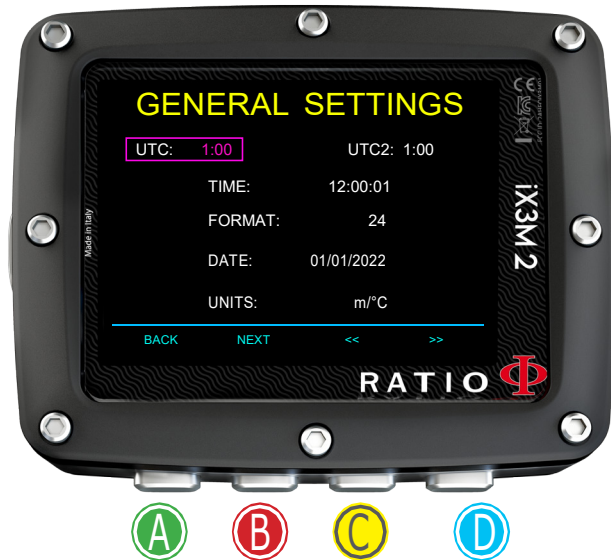 GENERAL SETTINGS
UTC: 1:00 UTC2: 1:00
TIME: 12:00:01
FORMAT: 24
DATE: 01/01/2022
UNITS: m/°C
BACK NEXT << >>
Made in Italy
CE
iX3M 2
RATIO
A B C D